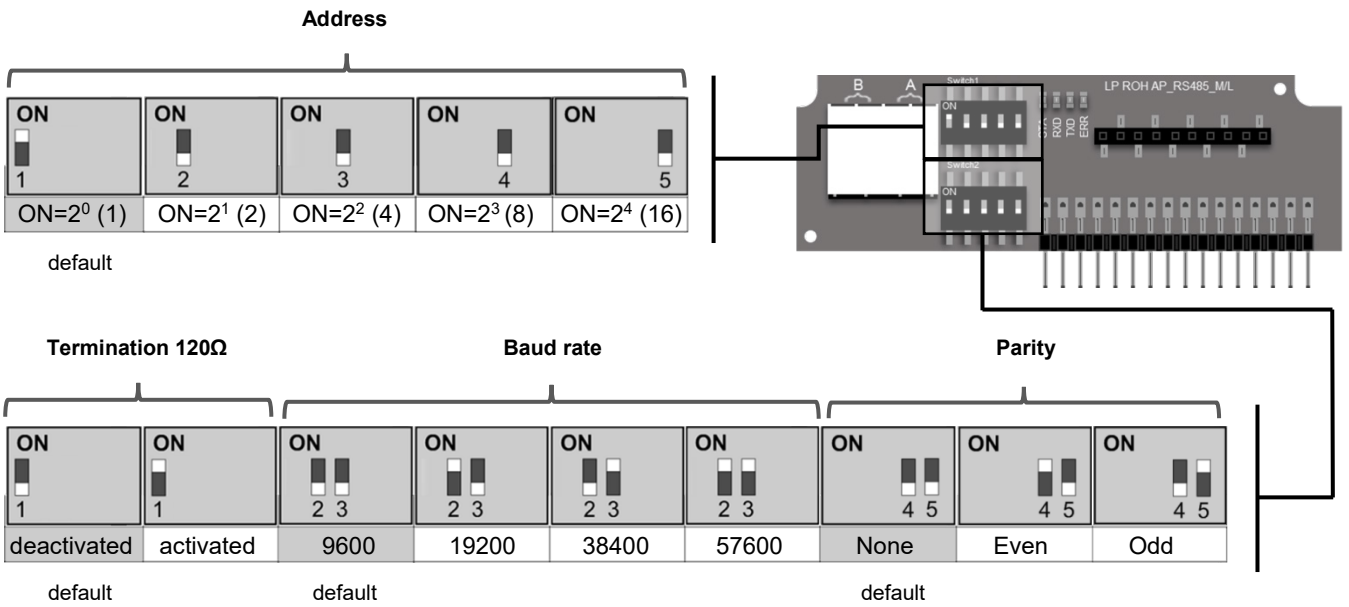 Address
ON ON ON ON ON
1 2 3 4 5
ON=2⁰ (1) ON=2¹ (2) ON=2² (4) ON=2³ (8) ON=2⁴ (16)
default
B A
Switch1
LP ROH AP_RS485_M/L
ON
STA RXD TXD ERR
Switch2
ON
Termination 120Ω Baud rate Parity
ON ON ON ON ON ON ON ON ON
1 1 2 3 2 3 2 3 2 3 4 5 4 5 4 5
deactivated activated 9600 19200 38400 57600 None Even Odd
default default default